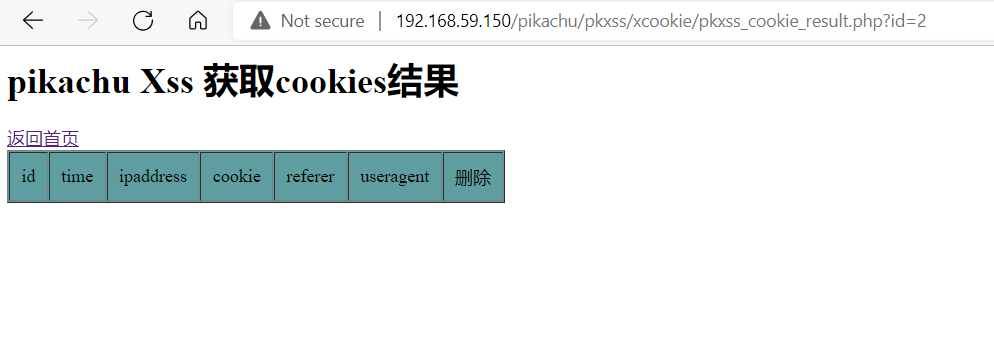 Not secure | 192.168.59.150/pikachu/pkxss/xcookie/pkxss_cookie_result.php?id=2
pikachu Xss 获取cookies结果
返回首页
id time ipaddress cookie referer useragent 删除